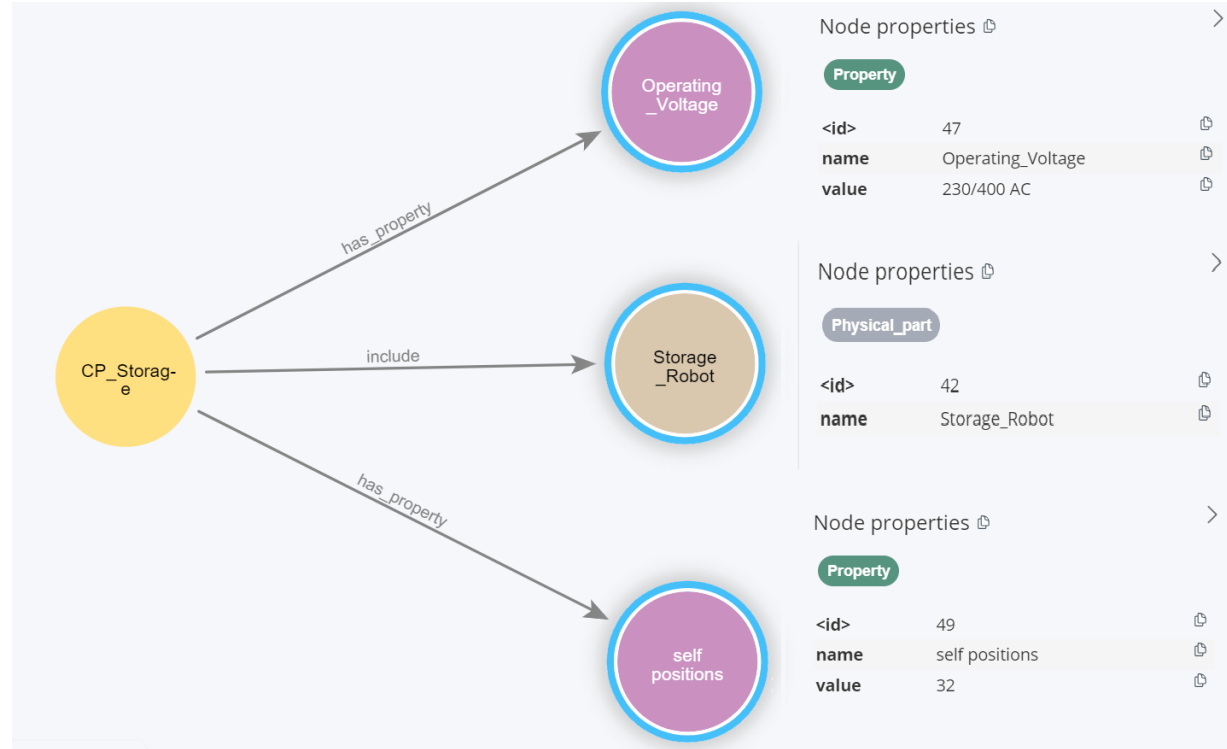 Operating
_Voltage
has_property
CP_Storag-
e
include
Storage
_Robot
has_property
self
positions
Node properties
Property
<id> 47
name Operating_Voltage
value 230/400 AC
Node properties
Physical_part
<id> 42
name Storage_Robot
Node properties
Property
<id> 49
name self positions
value 32